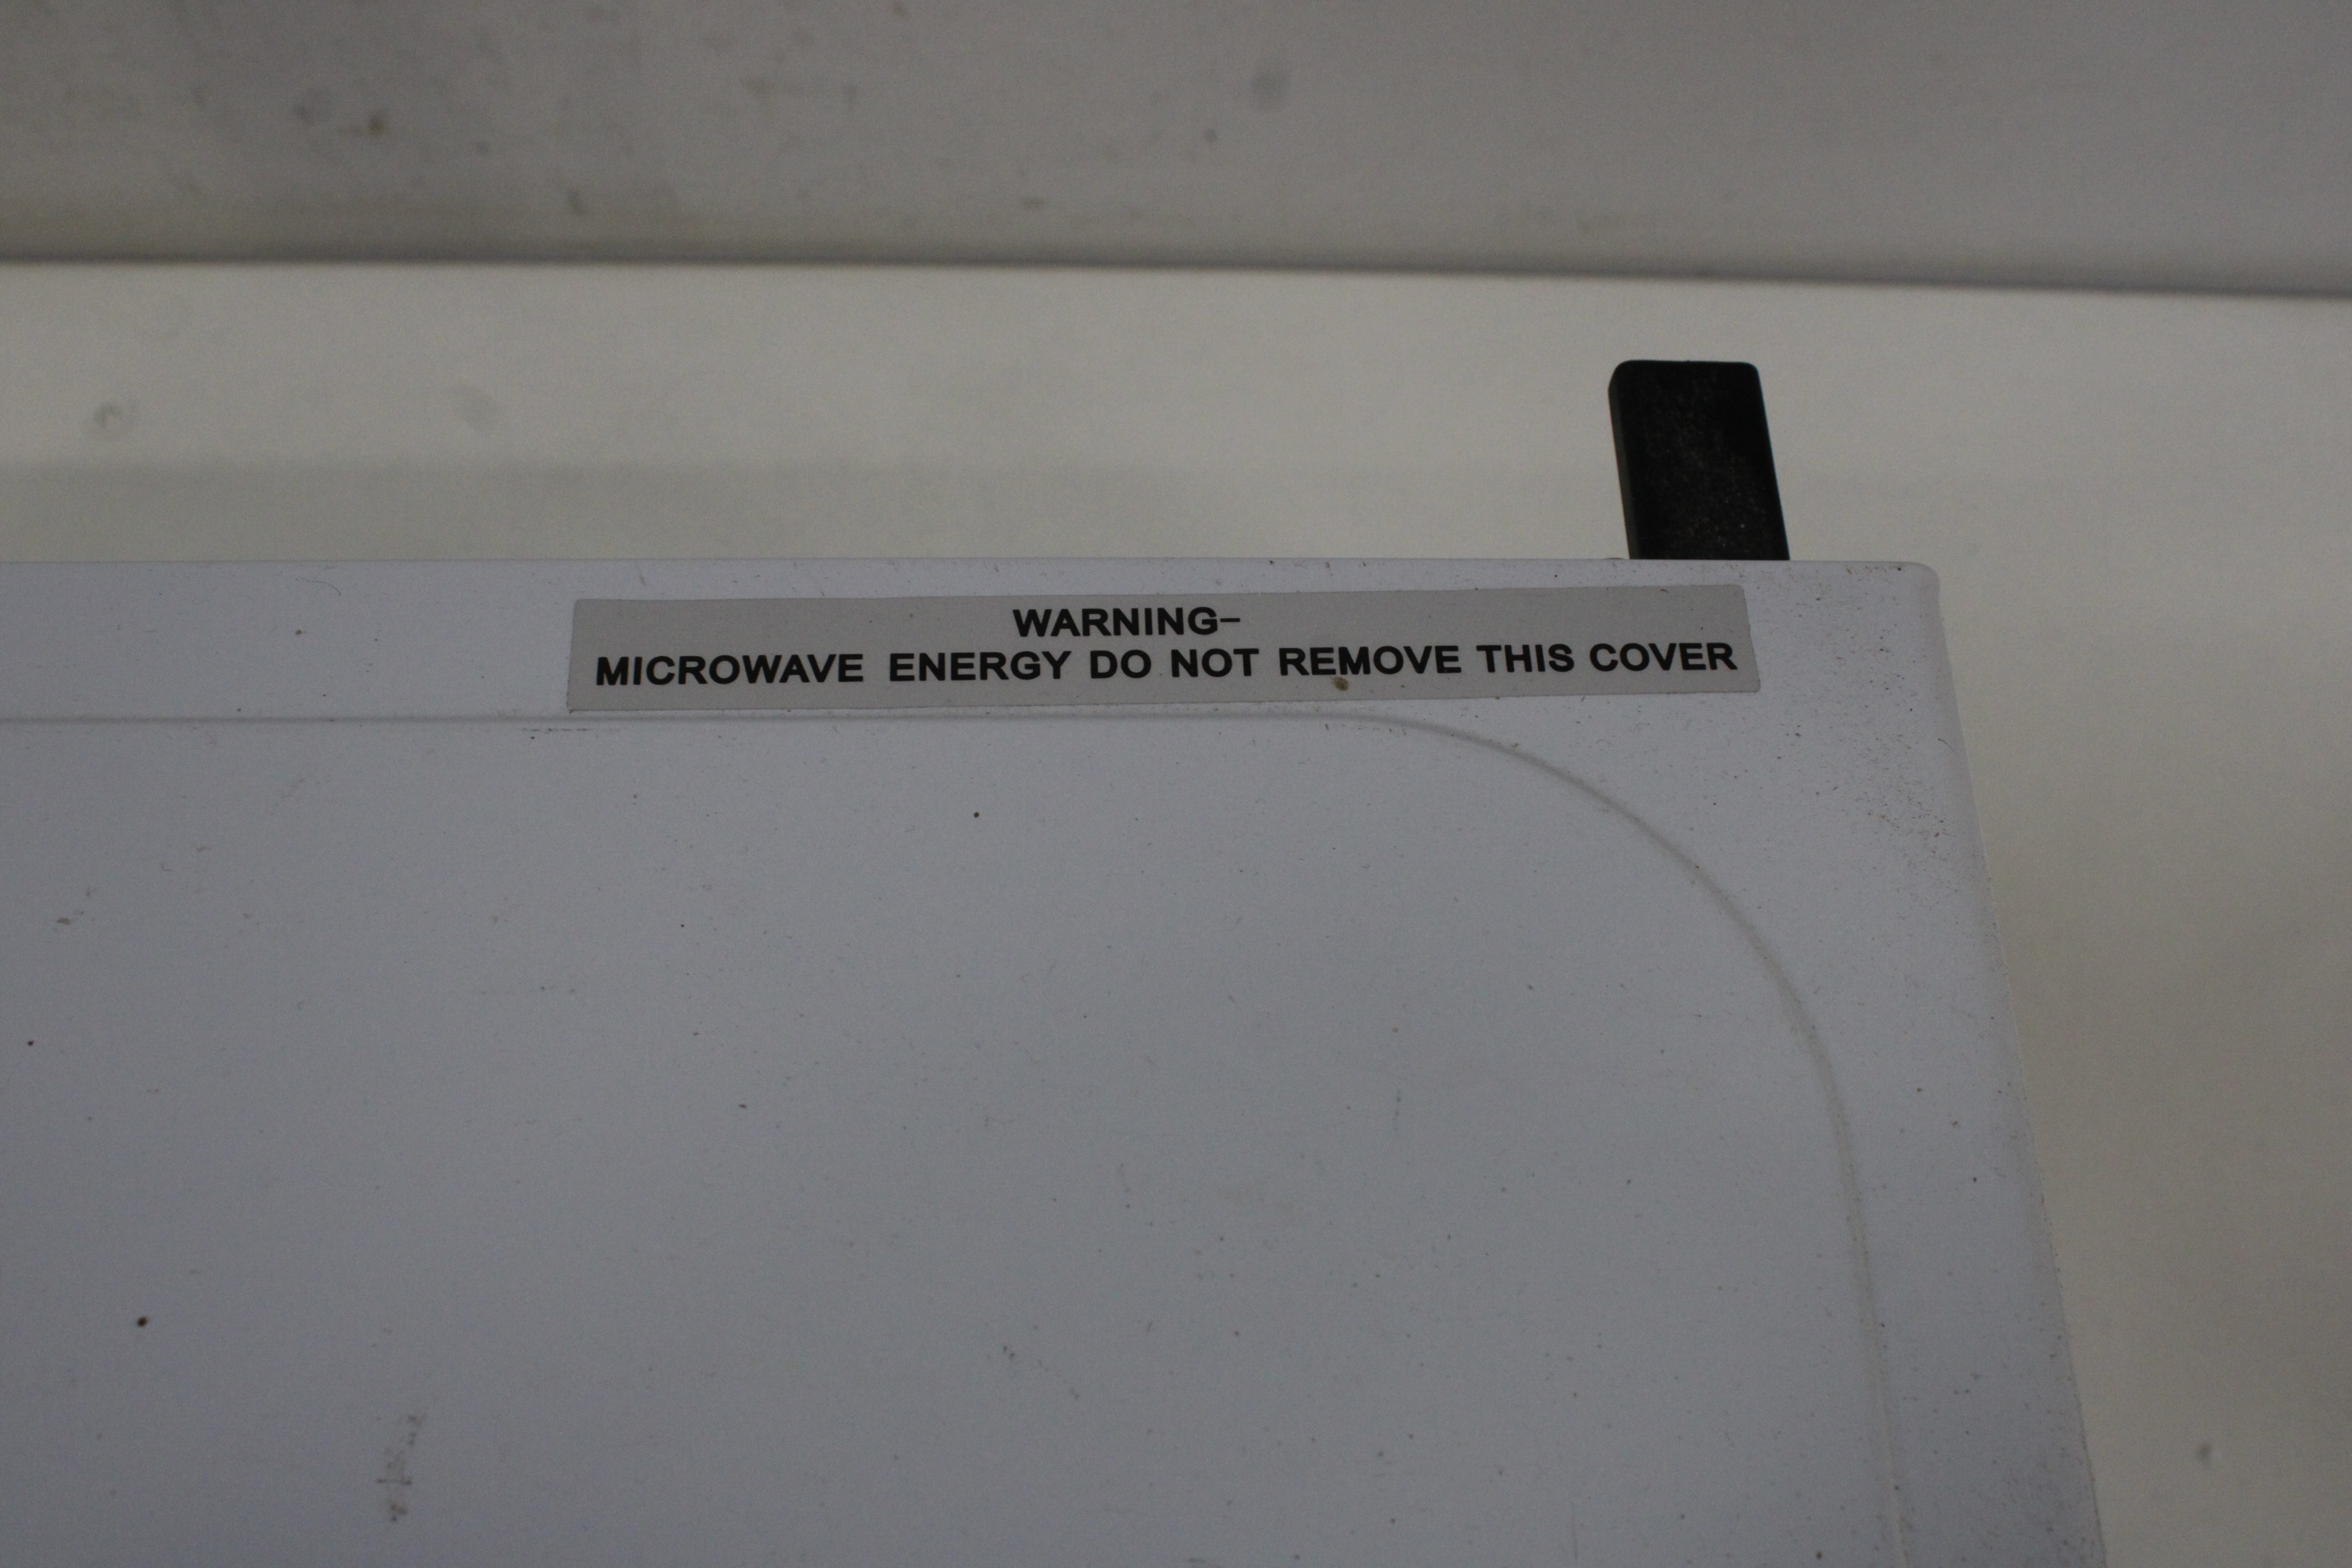 WARNING–
MICROWAVE ENERGY DO NOT REMOVE THIS COVER